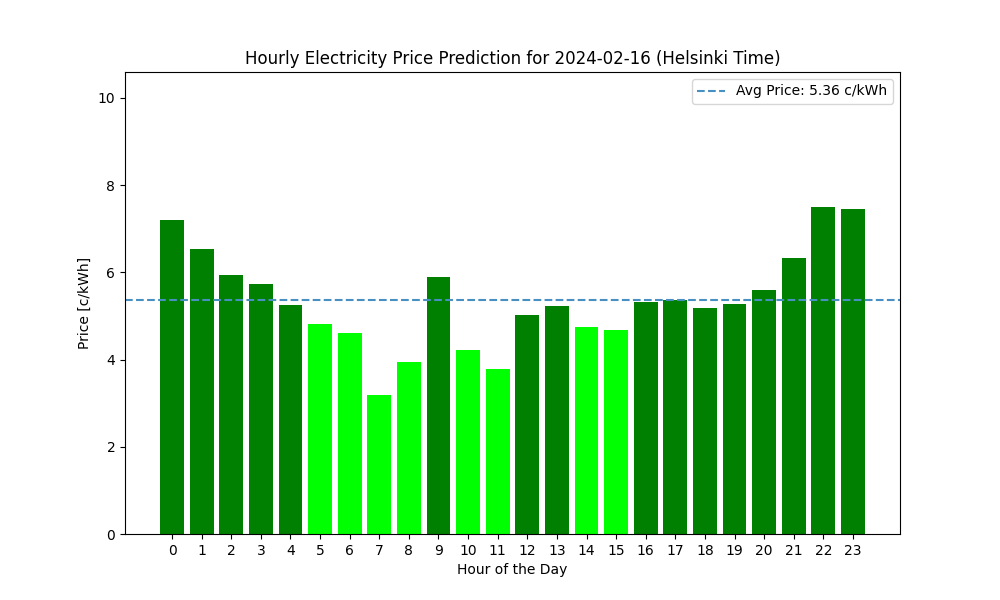 Hourly Electricity Price Prediction for 2024-02-16 (Helsinki Time)
Avg Price: 5.36 c/kWh
Price [c/kWh]
10
8
6
4
2
0
0 1 2 3 4 5 6 7 8 9 10 11 12 13 14 15 16 17 18 19 20 21 22 23
Hour of the Day